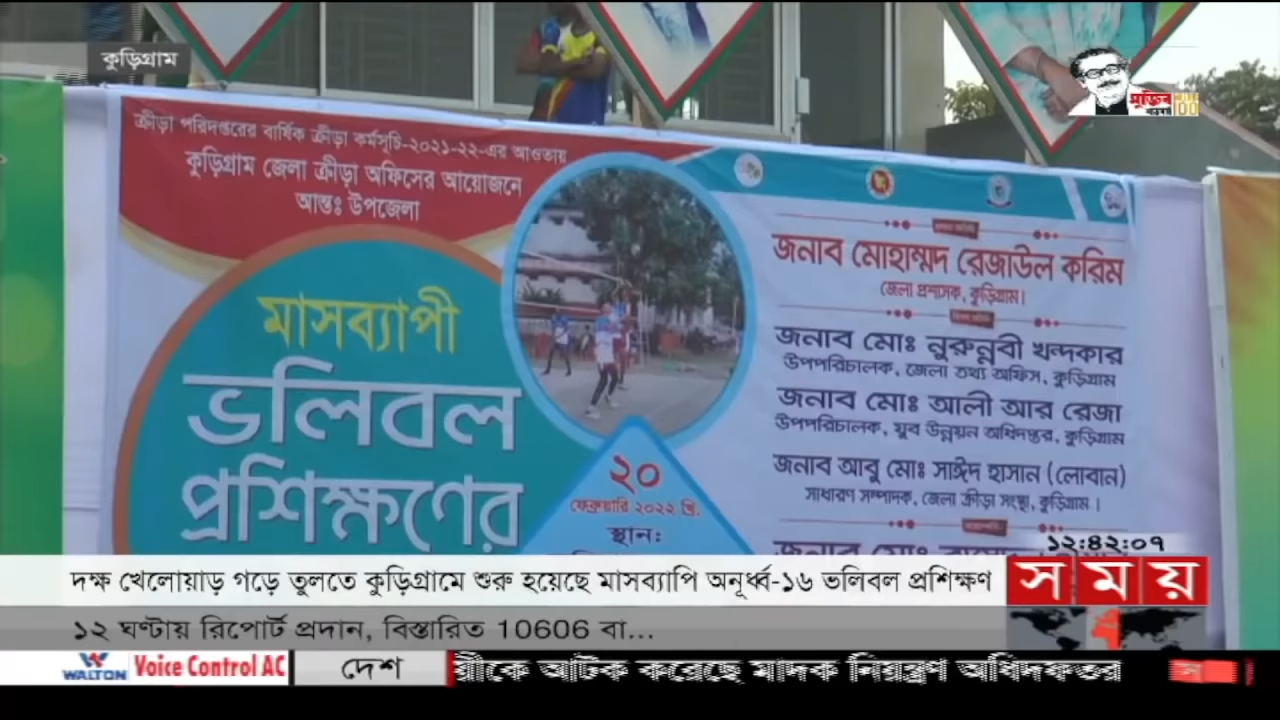 কুড়িগ্রাম
মুজিব
100
ক্রীড়া পরিদপ্তরের বার্ষিক ক্রীড়া কর্মসূচি-২০২১-২২-এর আওতায়
কুড়িগ্রাম জেলা ক্রীড়া অফিসের আয়োজনে
আন্তঃ উপজেলা
মাসব্যাপী
ভলিবল
প্রশিক্ষণের
২০
ফেব্রুয়ারি ২০২২ খ্রি.
স্থান:
জনাব মোহাম্মদ রেজাউল করিম
জেলা প্রশাসক, কুড়িগ্রাম।
জনাব মোঃ নুরুন্নবী খন্দকার
উপপরিচালক, জেলা তথ্য অফিস, কুড়িগ্রাম
জনাব মোঃ আলী আর রেজা
উপপরিচালক, যুব উন্নয়ন অধিদপ্তর, কুড়িগ্রাম
জনাব আবু মোঃ সাঈদ হাসান (লোবান)
সাধারণ সম্পাদক, জেলা ক্রীড়া সংস্থা, কুড়িগ্রাম।
জনাব মোঃ
১২:৪২:০৭
দক্ষ খেলোয়াড় গড়ে তুলতে কুড়িগ্রামে শুরু হয়েছে মাসব্যাপি অনূর্ধ্ব-১৬ ভলিবল প্রশিক্ষণ
সময়
১২ ঘণ্টায় রিপোর্ট প্রদান, বিস্তারিত 10606 বা...
WALTON Voice Control AC
দেশ
আটক করেছে মাদক নিয়ন্ত্রণ অধিদফতর